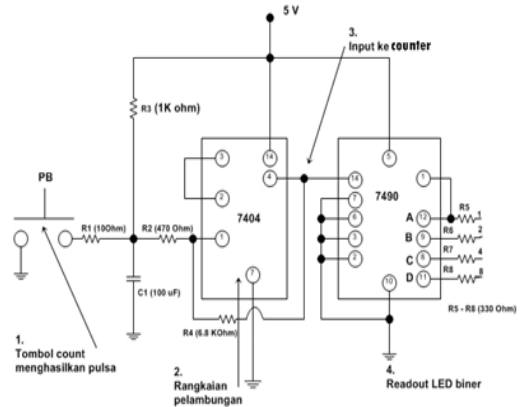 5 V
3.
Input ke counter
R3 (1K ohm)
PB
R1 (10Ohm)
R2 (470 Ohm)
C1 (100 uF)
3
14
4
2
7404
1
7
R4 (6.8 KOhm)
5
14
1
7
7490
6
A
12
R5
1
3
B
9
R6
2
2
C
8
R7
4
D
11
R8
8
10
R5 - R8 (330 Ohm)
1.
Tombol count
menghasilkan pulsa
2.
Rangkaian
pelambungan
4.
Readout LED biner